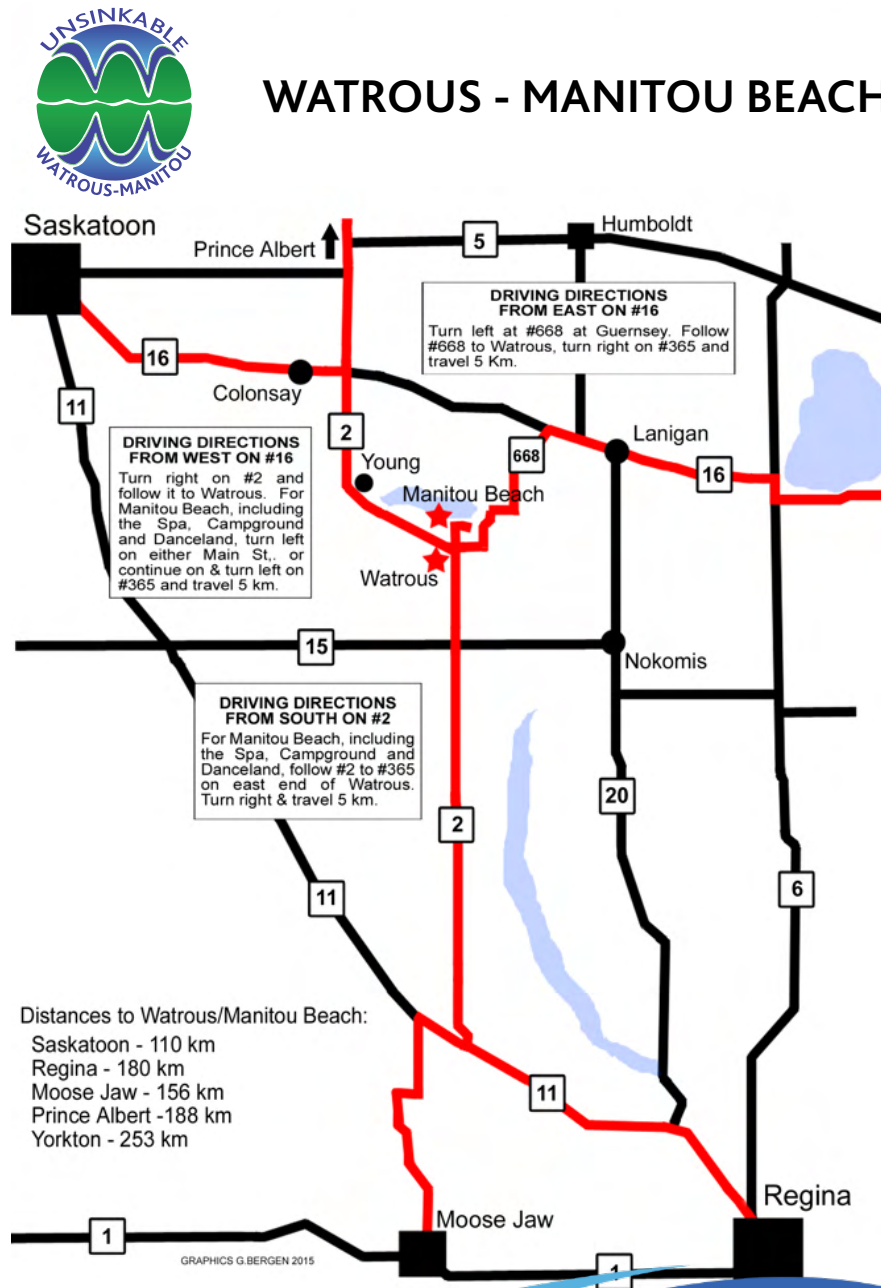 UNSINKABLE
WATROUS-MANITOU
WATROUS - MANITOU BEACH
Saskatoon
Prince Albert
5
Humboldt
DRIVING DIRECTIONS
FROM EAST ON #16
Turn left at #668 at Guernsey. Follow
#668 to Watrous, turn right on #365 and
travel 5 Km.
16
Colonsay
11
2
DRIVING DIRECTIONS
FROM WEST ON #16
Turn right on #2 and
follow it to Watrous. For
Manitou Beach, including
the Spa, Campground
and Danceland, turn left
on either Main St,. or
continue on & turn left on
#365 and travel 5 km.
668
Lanigan
Young
16
Manitou Beach
Watrous
15
Nokomis
DRIVING DIRECTIONS
FROM SOUTH ON #2
For Manitou Beach, including
the Spa, Campground and
Danceland, follow #2 to #365
on east end of Watrous.
Turn right & travel 5 km.
20
2
6
11
Distances to Watrous/Manitou Beach:
Saskatoon - 110 km
Regina - 180 km
Moose Jaw - 156 km
Prince Albert -188 km
Yorkton - 253 km
11
Regina
Moose Jaw
1
GRAPHICS G.BERGEN 2015
1